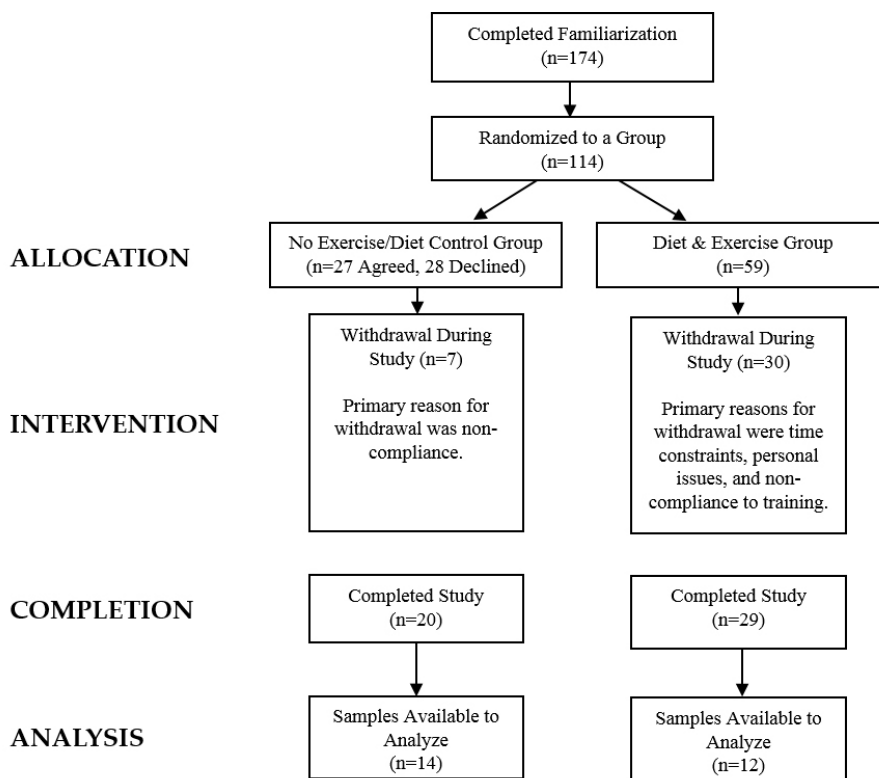 Completed Familiarization
(n=174)
Randomized to a Group
(n=114)
ALLOCATION
No Exercise/Diet Control Group
(n=27 Agreed, 28 Declined)
Diet & Exercise Group
(n=59)
INTERVENTION
Withdrawal During
Study (n=7)
Primary reason for
withdrawal was non-
compliance.
Withdrawal During
Study (n=30)
Primary reasons for
withdrawal were time
constraints, personal
issues, and non-
compliance to training.
COMPLETION
Completed Study
(n=20)
Completed Study
(n=29)
ANALYSIS
Samples Available to
Analyze
(n=14)
Samples Available to
Analyze
(n=12)